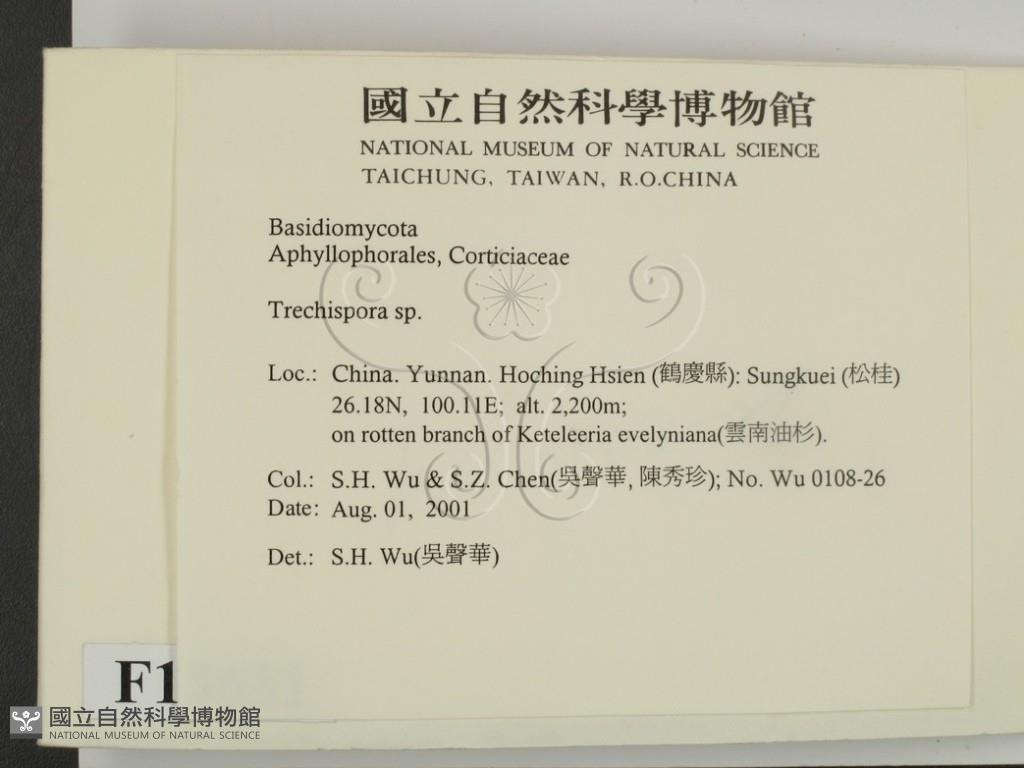 國立自然科學博物館
NATIONAL MUSEUM OF NATURAL SCIENCE
TAICHUNG, TAIWAN, R.O.CHINA
Basidiomycota
Aphyllophorales, Corticiaceae
Trechispora sp.
Loc.: China. Yunnan. Hoching Hsien (鶴慶縣): Sungkuei (松桂)
26.18N, 100.11E; alt. 2,200m;
on rotten branch of Keteleeria evelyniana(雲南油杉).
Col.: S.H. Wu & S.Z. Chen(吳聲華, 陳秀珍); No. Wu 0108-26
Date: Aug. 01, 2001
Det.: S.H. Wu(吳聲華)
F1
國立自然科學博物館
NATIONAL MUSEUM OF NATURAL SCIENCE